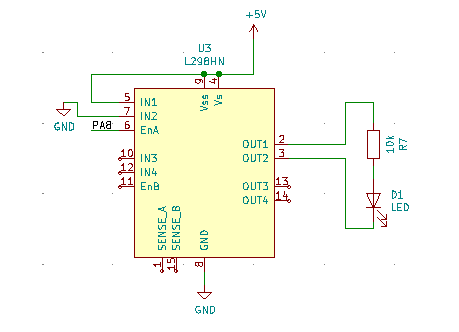 +5V
U3
L298HN
9
4
Vss
Vs
5
IN1
7
IN2
GND
PA8
6
EnA
10
IN3
12
IN4
11
EnB
OUT1
2
OUT2
3
OUT3
13
OUT4
14
10k
R7
D1
LED
SENSE_A
SENSE_B
GND
1
15
8
GND